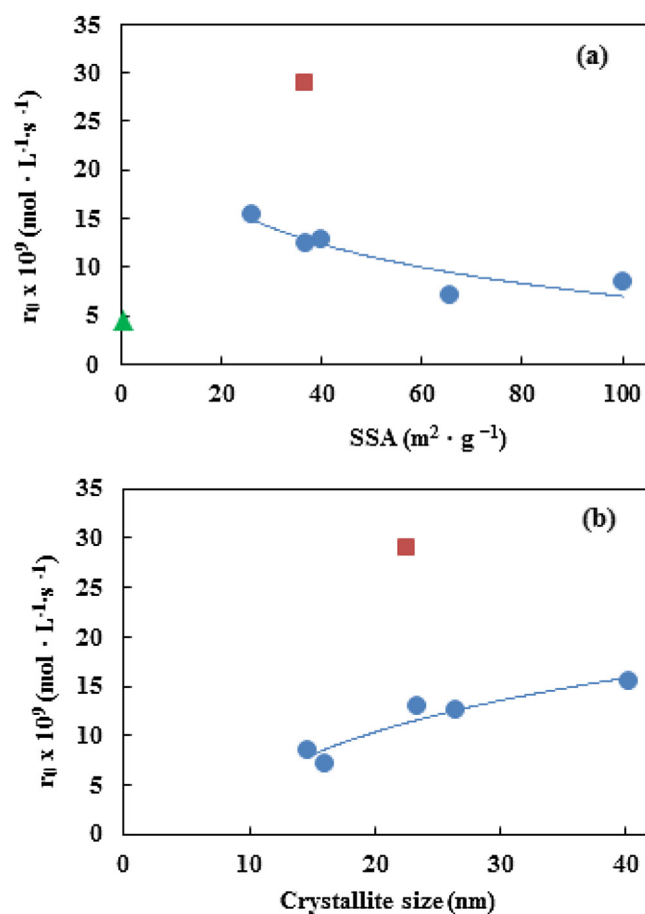 (a)
r₀ x 10⁹ (mol · L⁻¹·s ⁻¹)
35
30
25
20
15
10
5
0
0 20 40 60 80 100
SSA (m² · g ⁻¹)
(b)
r₀ x 10⁹ (mol · L⁻¹·s ⁻¹)
35
30
25
20
15
10
5
0
0 10 20 30 40
Crystallite size (nm)